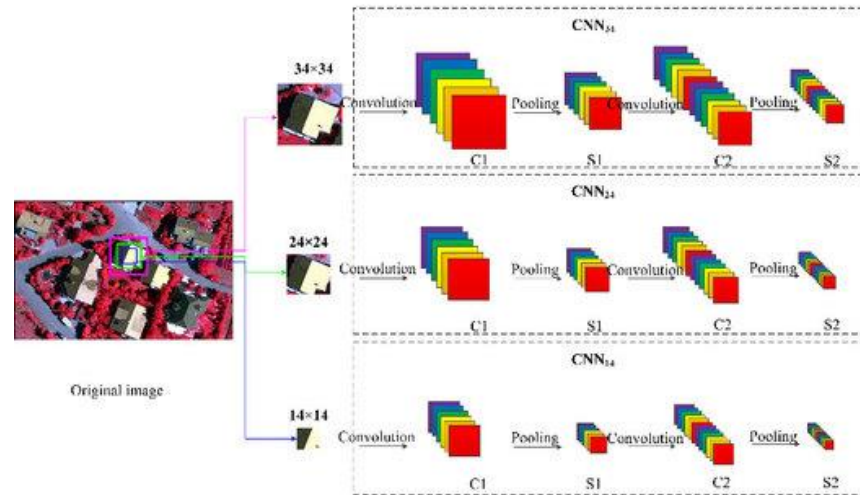 CNN₃₄
34×34
Convolution
Pooling
Convolution
Pooling
C1
S1
C2
S2
CNN₂₄
24×24
Convolution
Pooling
Convolution
Pooling
C1
S1
C2
S2
Original image
CNN₁₄
14×14
Convolution
Pooling
Convolution
Pooling
C1
S1
C2
S2